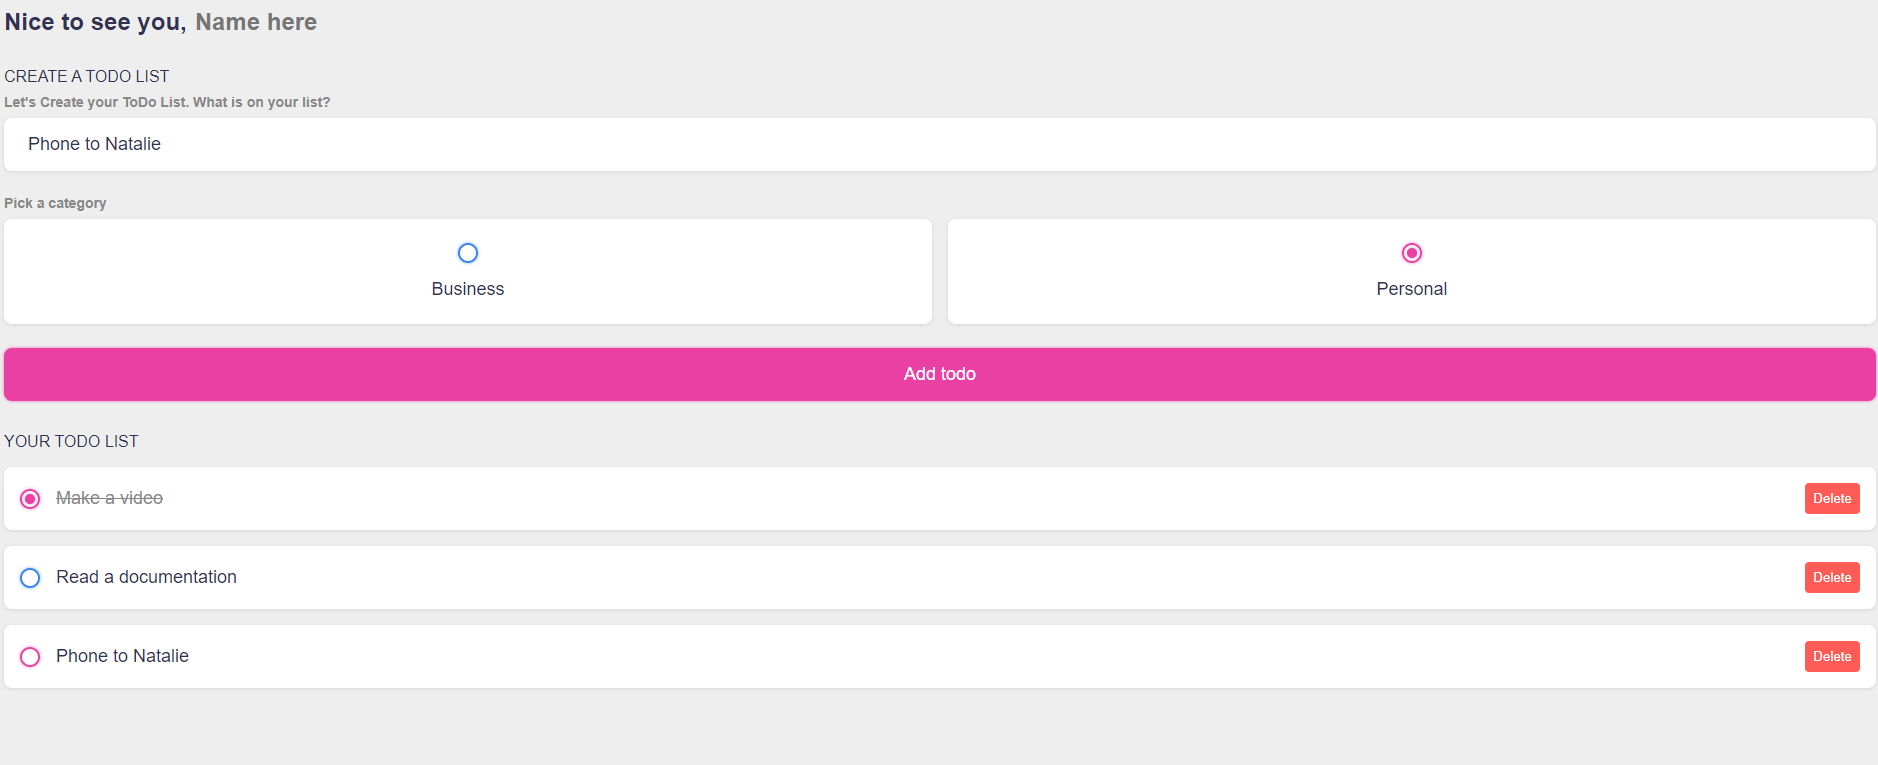 Nice to see you, Name here
CREATE A TODO LIST
Let's Create your ToDo List. What is on your list?
Phone to Natalie
Pick a category
Business
Personal
Add todo
YOUR TODO LIST
Make a video
Delete
Read a documentation
Delete
Phone to Natalie
Delete